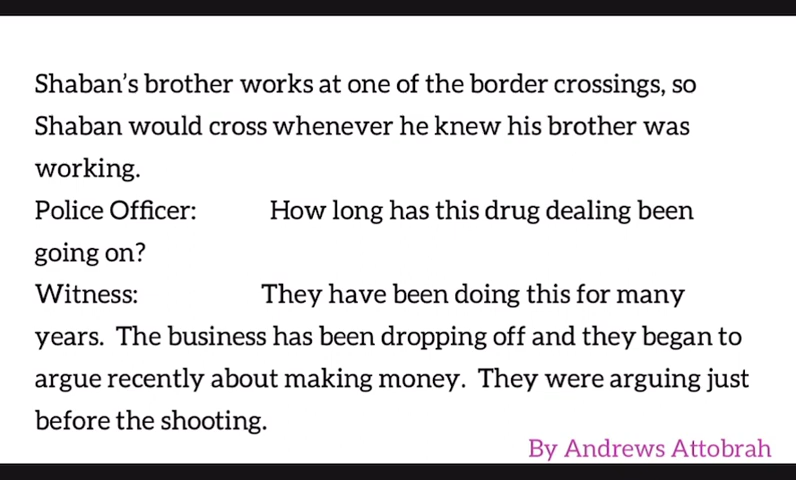 Shaban’s brother works at one of the border crossings, so
Shaban would cross whenever he knew his brother was
working.
Police Officer: How long has this drug dealing been
going on?
Witness: They have been doing this for many
years. The business has been dropping off and they began to
argue recently about making money. They were arguing just
before the shooting.
By Andrews Attobrah